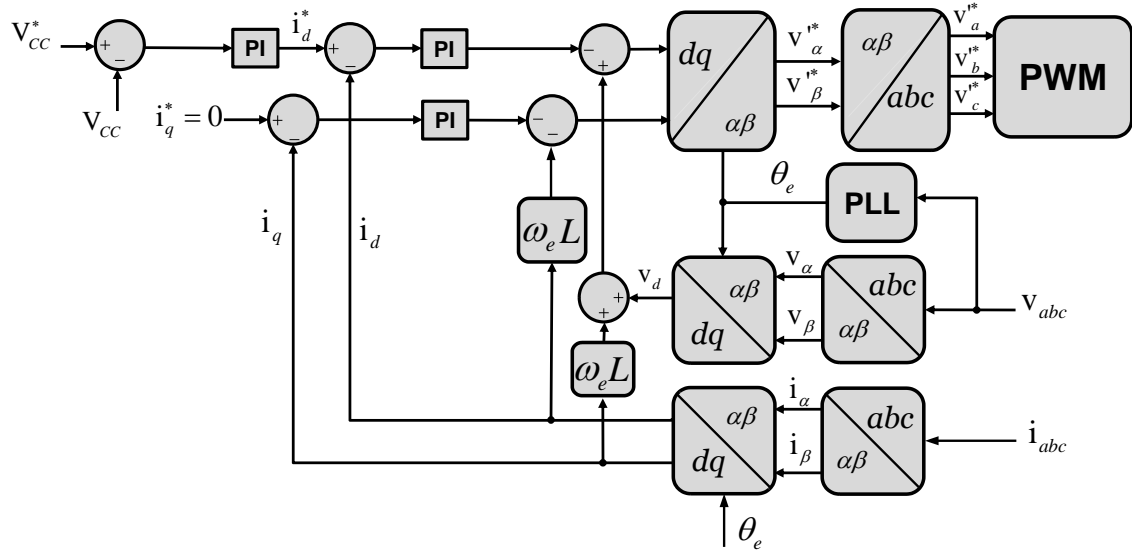 V*CC
+
−
VCC
PI
i*d
+
−
PI
−
+
dq
αβ
v'*α
v'*β
αβ
abc
v'*a
v'*b
v'*c
PWM
i*q = 0
+
−
PI
−
−
θe
PLL
iq
id
ωeL
vd
+
+
αβ
dq
vα
vβ
abc
αβ
vabc
ωeL
αβ
dq
iα
iβ
abc
αβ
iabc
θe